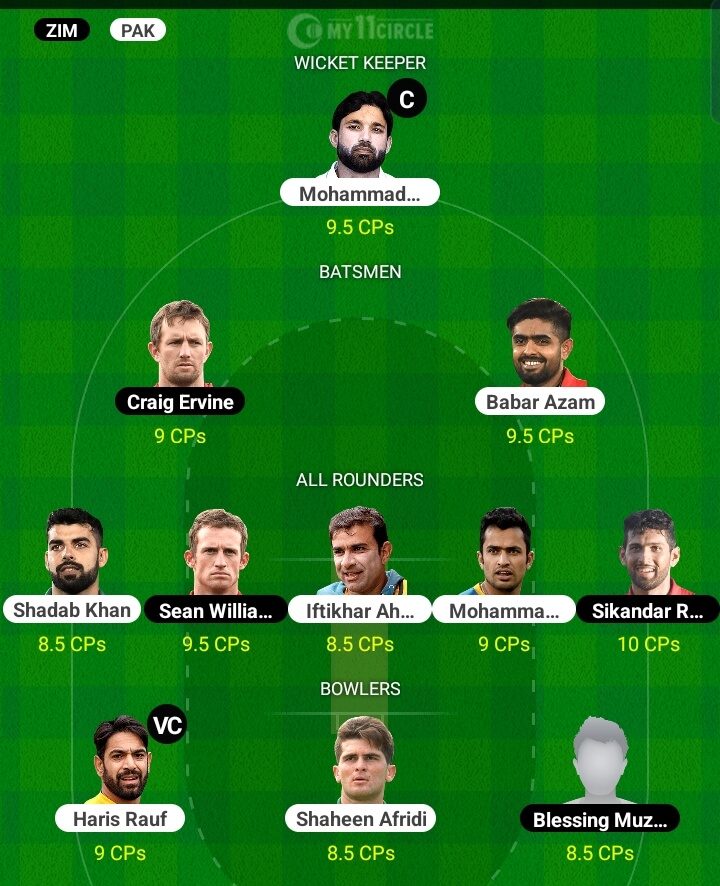 ZIM PAK MY11CIRCLE
WICKET KEEPER
C
Mohammad...
9.5 CPs
BATSMEN
Craig Ervine Babar Azam
9 CPs 9.5 CPs
ALL ROUNDERS
Shadab Khan Sean Willia... Iftikhar Ah... Mohamma... Sikandar R...
8.5 CPs 9.5 CPs 8.5 CPs 9 CPs 10 CPs
BOWLERS
VC
Haris Rauf Shaheen Afridi Blessing Muz...
9 CPs 8.5 CPs 8.5 CPs